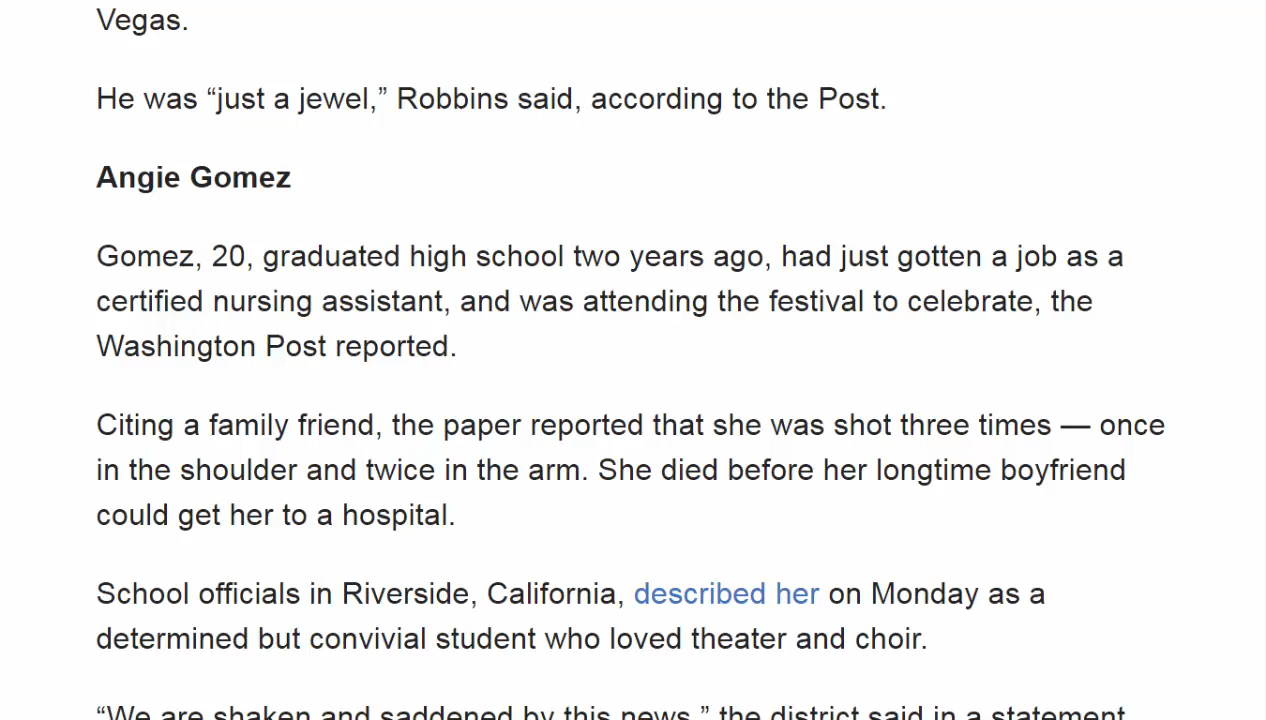 Vegas.
He was “just a jewel,” Robbins said, according to the Post.
Angie Gomez
Gomez, 20, graduated high school two years ago, had just gotten a job as a
certified nursing assistant, and was attending the festival to celebrate, the
Washington Post reported.
Citing a family friend, the paper reported that she was shot three times — once
in the shoulder and twice in the arm. She died before her longtime boyfriend
could get her to a hospital.
School officials in Riverside, California, described her on Monday as a
determined but convivial student who loved theater and choir.
“We are shaken and saddened by this news,” the district said in a statement